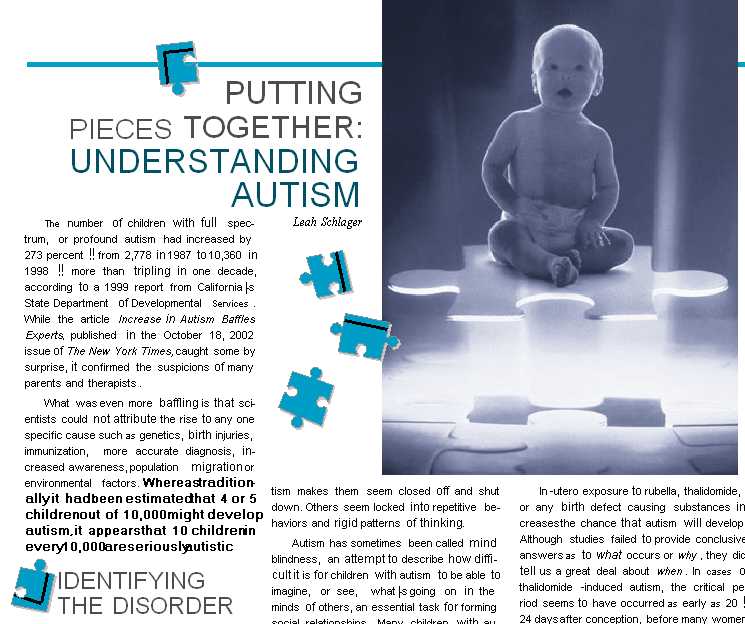 PUTTING
PIECES TOGETHER:
UNDERSTANDING
AUTISM
Leah Schlager
The number of children with full spec-
trum, or profound autism had increased by
273 percent !! from 2,778 in 1987 to 10,360 in
1998 !! more than tripling in one decade,
according to a 1999 report from California|-s
State Department of Developmental Services .
While the article Increase in Autism Baffles
Experts, published in the October 18, 2002
issue of The New York Times, caught some by
surprise, it confirmed the suspicions of many
parents and therapists..
What was even more baffling is that sci-
entists could not attribute the rise to any one
specific cause such as genetics, birth injuries,
immunization, more accurate diagnosis, in-
creased awareness, population migration or
environmental factors. Whereas tradition-
ally it had been estimated that 4 or 5
children out of 10,000 might develop
autism, it appears that 10 children in
every 10,000 are seriously autistic
IDENTIFYING
THE DISORDER
tism makes them seem closed off and shut
down. Others seem locked into repetitive be-
haviors and rigid patterns of thinking.
Autism has sometimes been called mind
blindness, an attempt to describe how diffi-
cult it is for children with autism to be able to
imagine, or see, what|-s going on in the
minds of others, an essential task for forming
social relationships. Many children with au-
In-utero exposure to rubella, thalidomide,
or any birth defect causing substances in
creases the chance that autism will develop
Although studies failed to provide conclusive
answers as to what occurs or why, they did
tell us a great deal about when. In cases o
thalidomide -induced autism, the critical pe
riod seems to have occurred as early as 20 !
24 days after conception, before many women